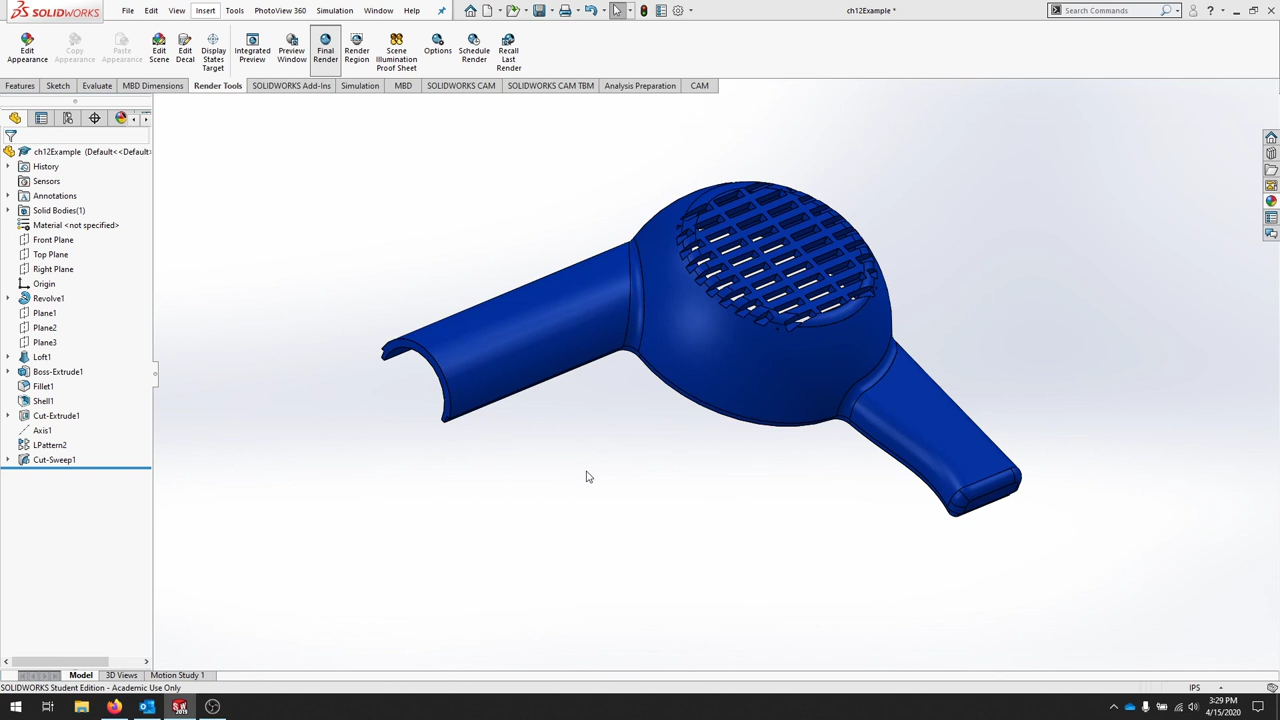 SOLIDWORKS File Edit View Insert Tools PhotoView 360 Simulation Window Help ch12Example * Search Commands
Edit Appearance
Copy Appearance
Paste Appearance
Edit Scene
Edit Decal
Display States Target
Integrated Preview
Preview Window
Final Render
Render Region
Scene Illumination Proof Sheet
Options
Schedule Render
Recall Last Render
Features Sketch Evaluate MBD Dimensions Render Tools SOLIDWORKS Add-Ins Simulation MBD SOLIDWORKS CAM SOLIDWORKS CAM TBM Analysis Preparation CAM
ch12Example (Default<<Default>
History
Sensors
Annotations
Solid Bodies(1)
Material <not specified>
Front Plane
Top Plane
Right Plane
Origin
Revolve1
Plane1
Plane2
Plane3
Loft1
Boss-Extrude1
Fillet1
Shell1
Cut-Extrude1
Axis1
LPattern2
Cut-Sweep1
Model 3D Views Motion Study 1
SOLIDWORKS Student Edition - Academic Use Only IPS
3:29 PM
4/15/2020